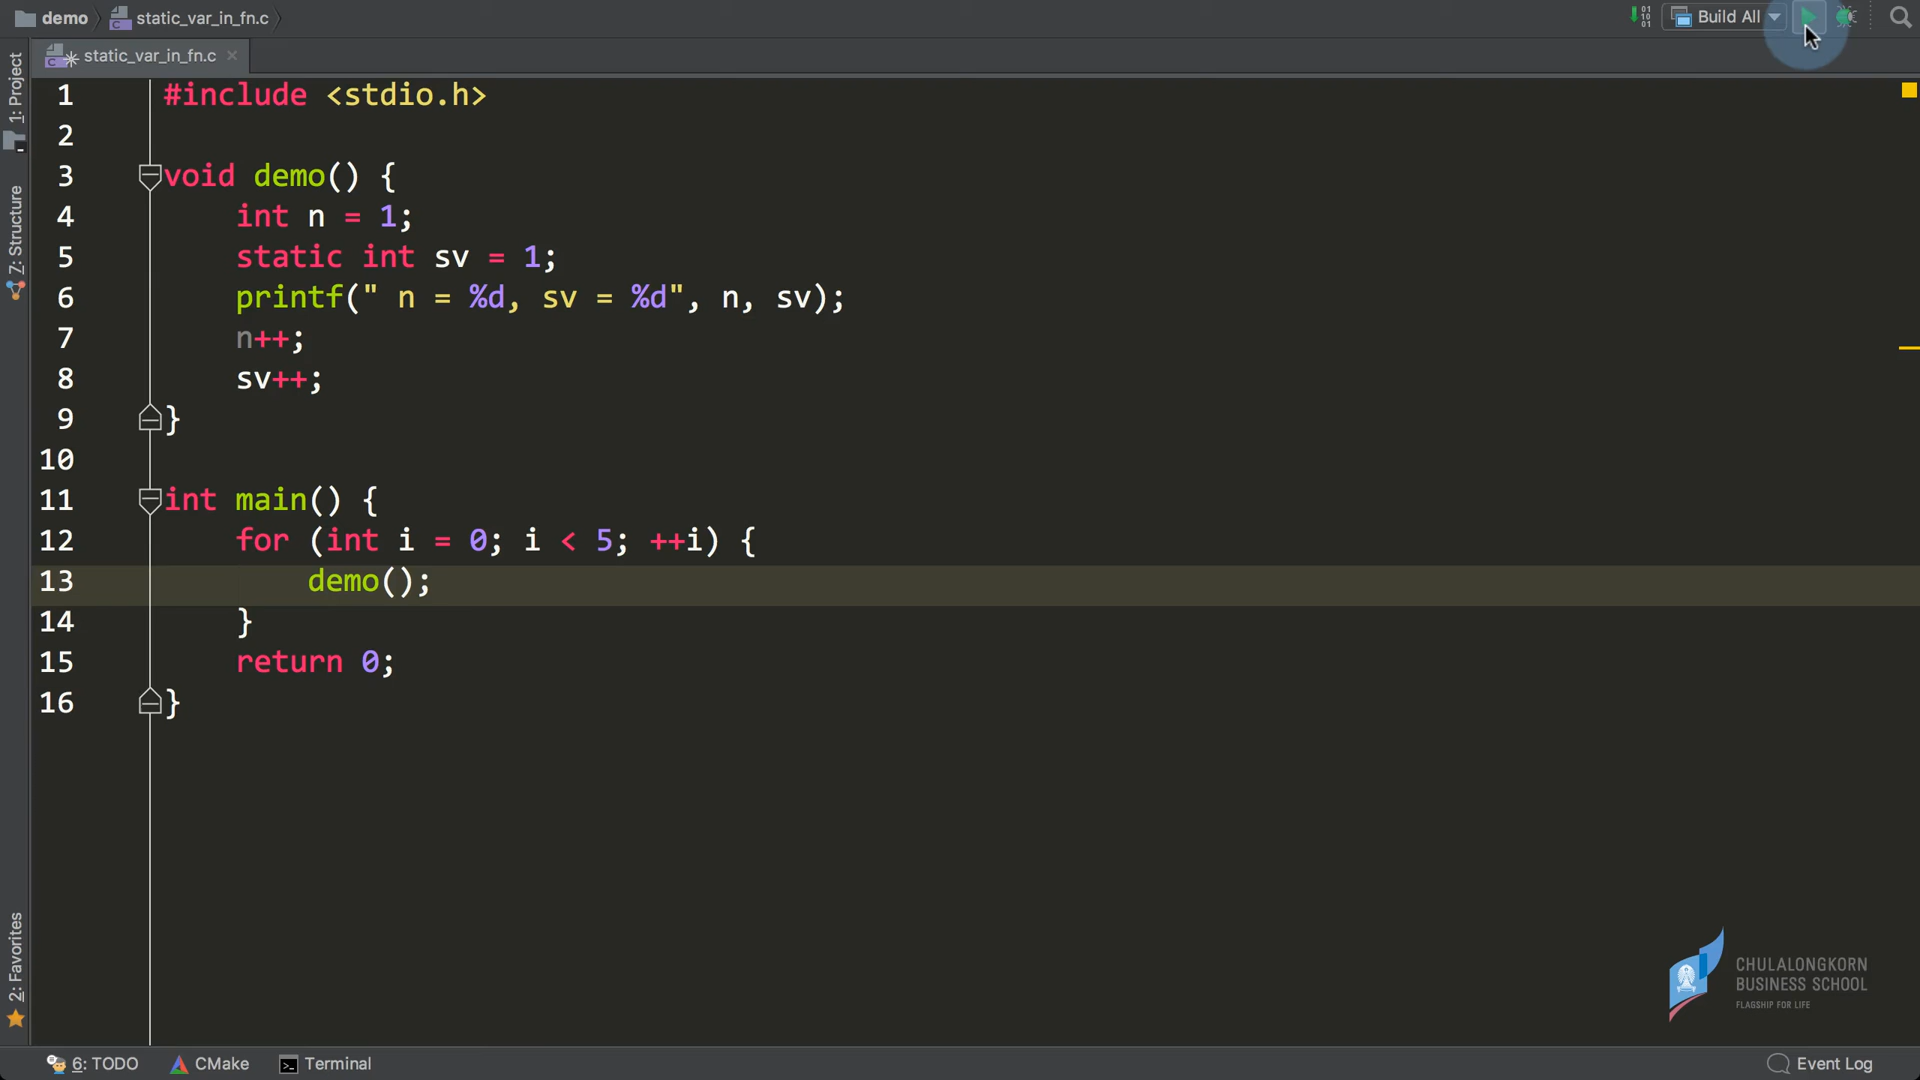 demo static_var_in_fn.c Build All
static_var_in_fn.c
1: Project
Z: Structure
2: Favorites
1 #include <stdio.h>
2
3 void demo() {
4 int n = 1;
5 static int sv = 1;
6 printf(" n = %d, sv = %d", n, sv);
7 n++;
8 sv++;
9 }
10
11 int main() {
12 for (int i = 0; i < 5; ++i) {
13 demo();
14 }
15 return 0;
16 }
CHULALONGKORN
BUSINESS SCHOOL
FLAGSHIP FOR LIFE
6: TODO CMake Terminal Event Log